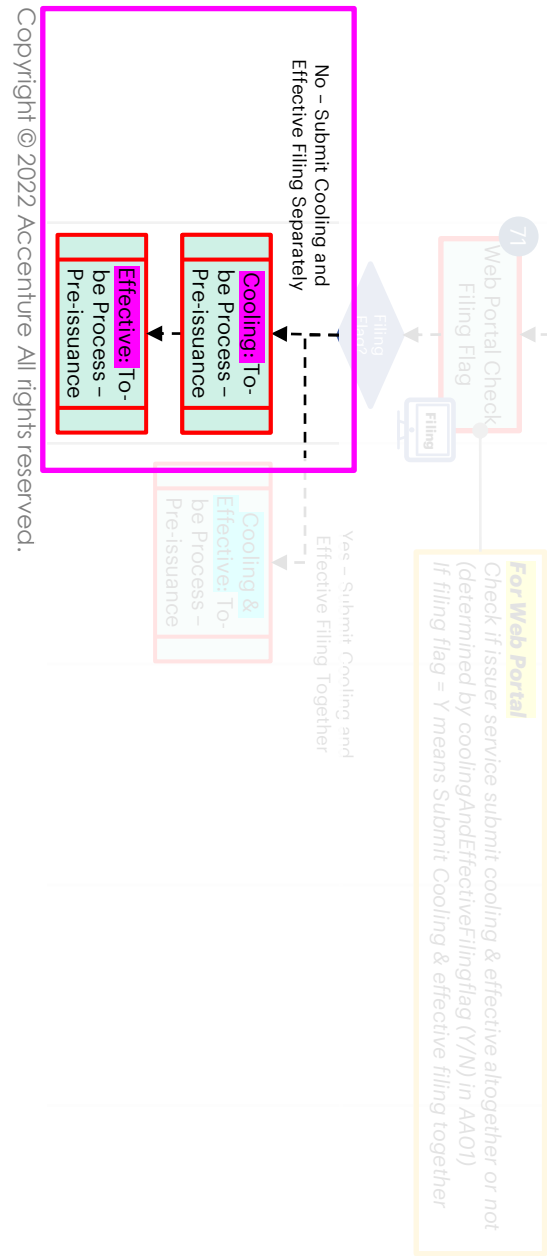 71
Web Portal Check
Filing Flag
Filing
Flag?
Filing
For Web Portal
Check if issuer service submit cooling & effective altogether or not
(determined by coolingAndEffectiveFilingflag (Y/N) in AA01)
If filing flag = Y means Submit Cooling & effective filing together
No – Submit Cooling and
Effective Filing Separately
Yes – Submit Cooling and
Effective Filing Together
Cooling: To-
be Process –
Pre-issuance
Effective: To-
be Process –
Pre-issuance
Cooling &
Effective: To-
be Process –
Pre-issuance
Copyright © 2022 Accenture All rights reserved.